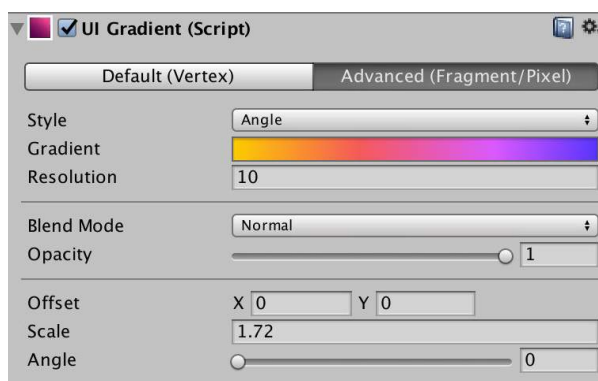 UI Gradient (Script)
Default (Vertex) Advanced (Fragment/Pixel)
Style Angle
Gradient
Resolution 10
Blend Mode Normal
Opacity 1
Offset X 0 Y 0
Scale 1.72
Angle 0